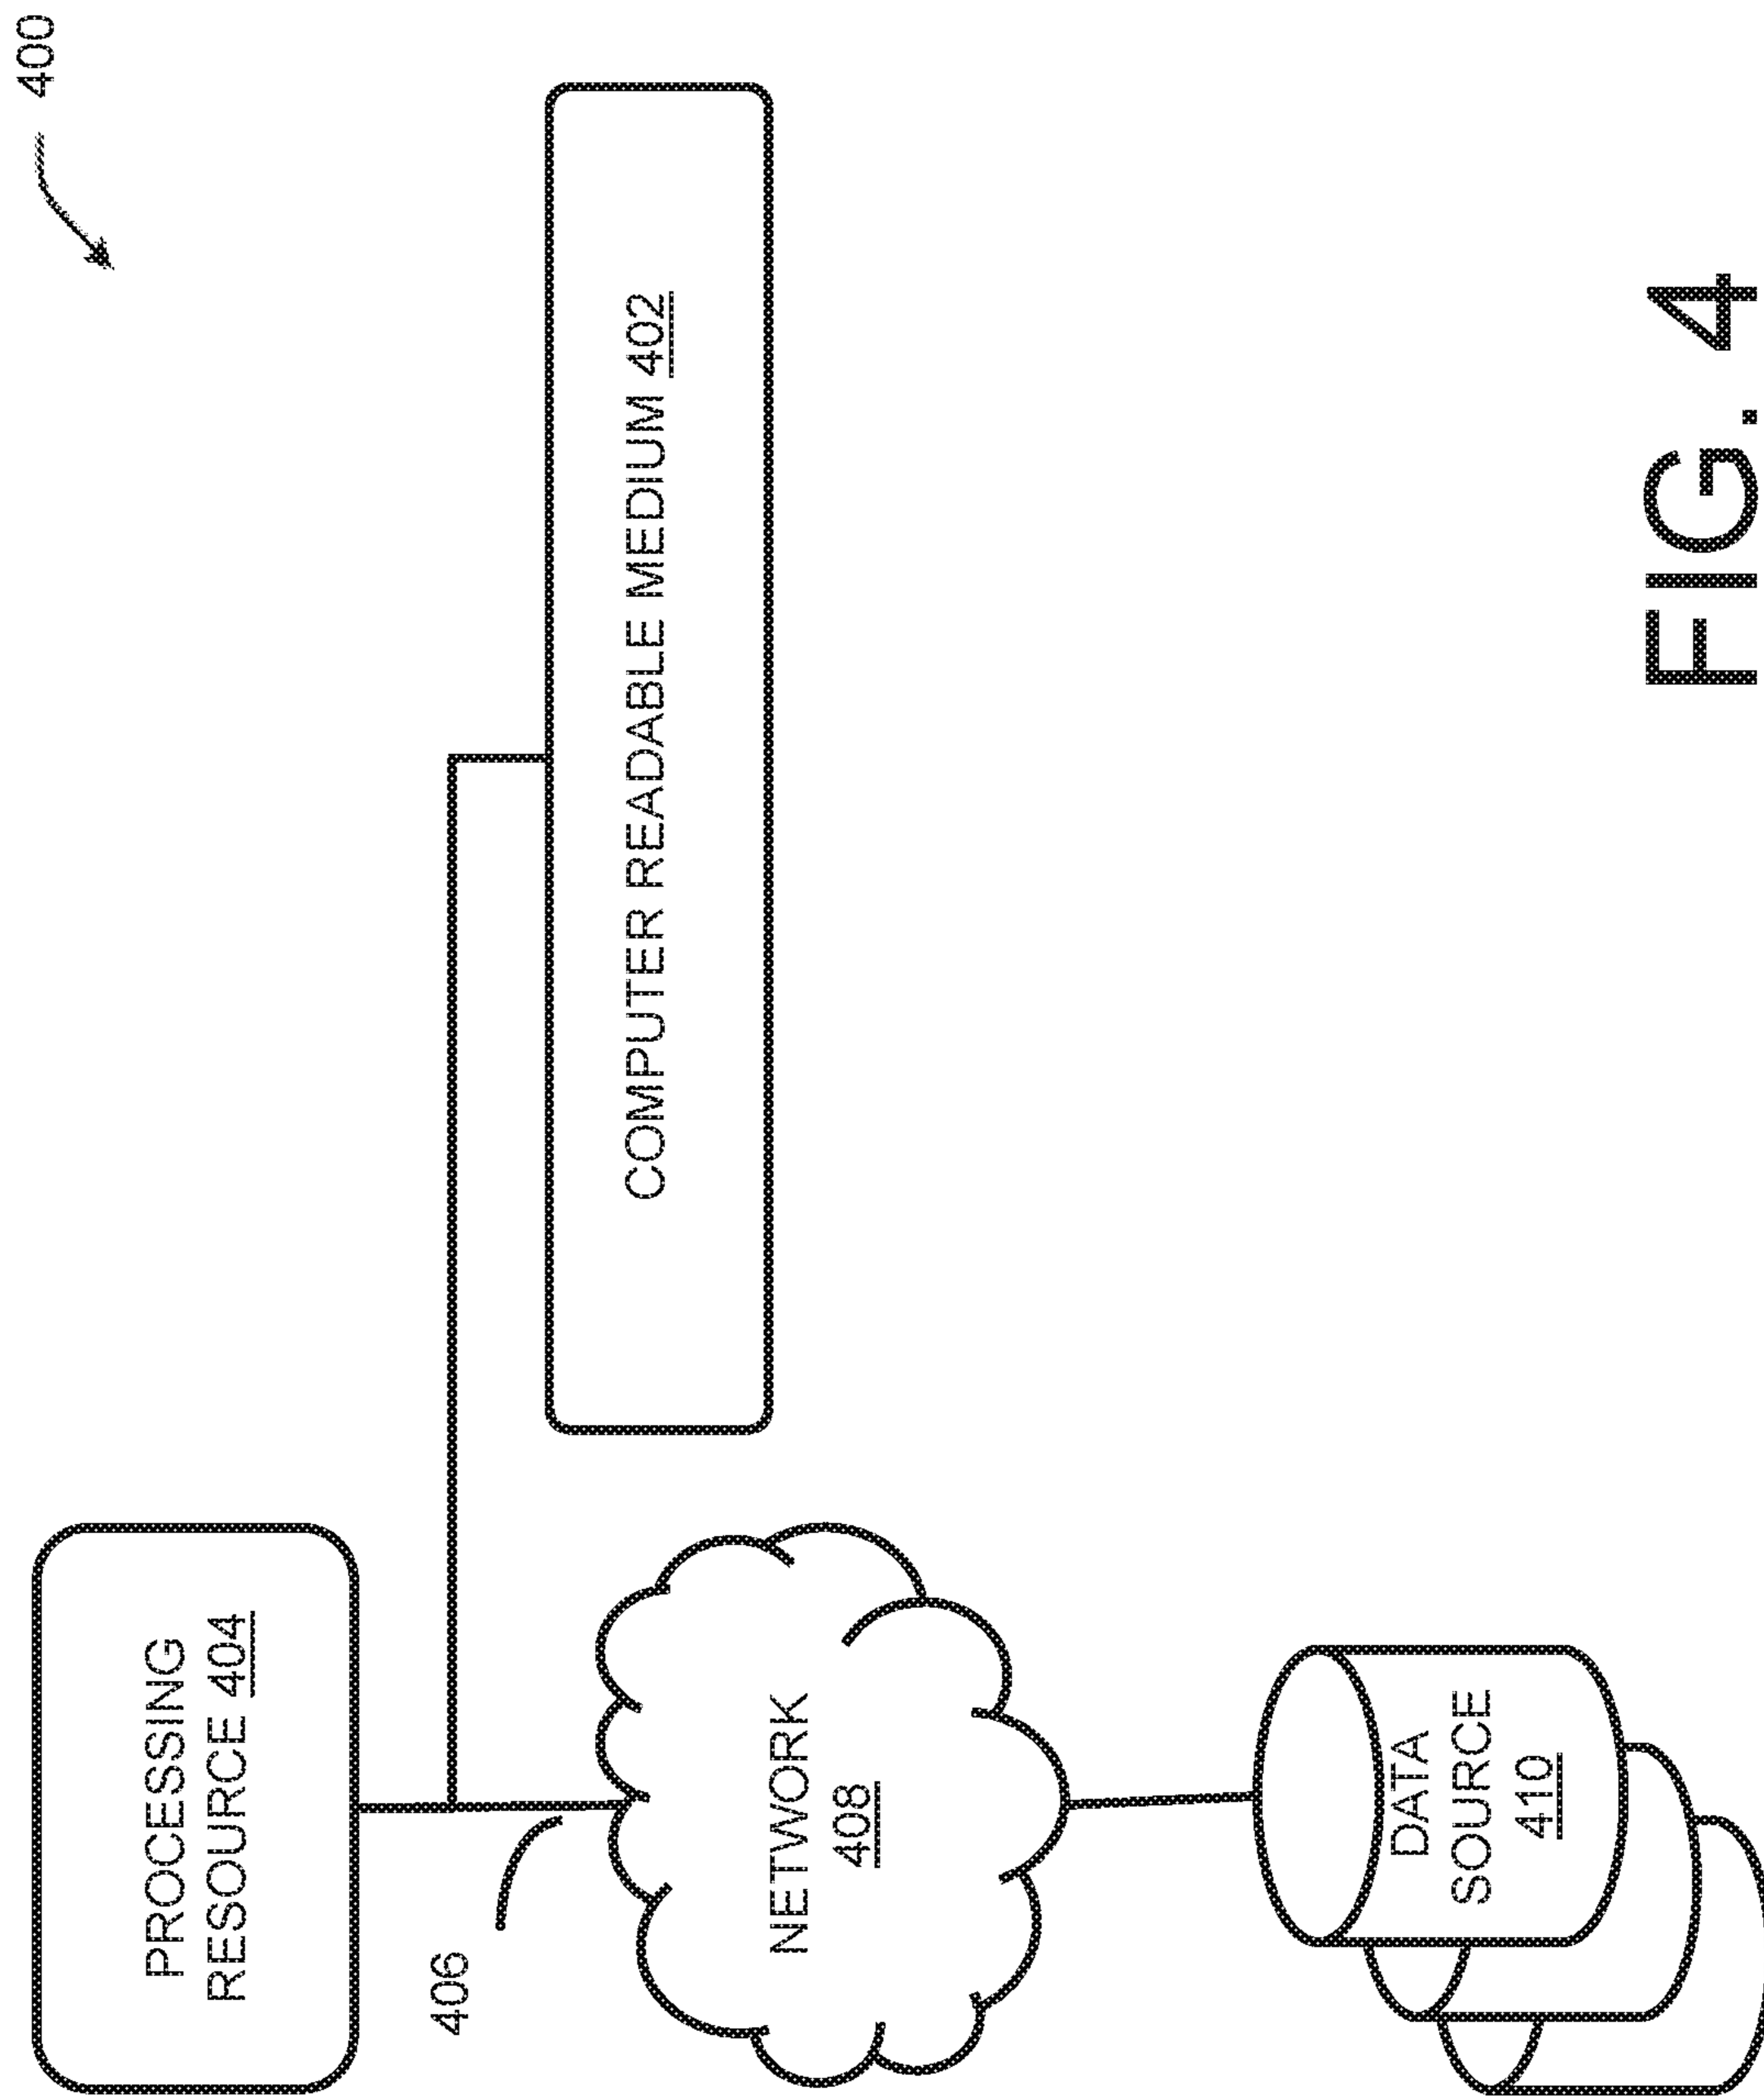 400
PROCESSING
RESOURCE 404
406
COMPUTER READABLE MEDIUM 402
NETWORK
408
DATA
SOURCE
410
FIG. 4